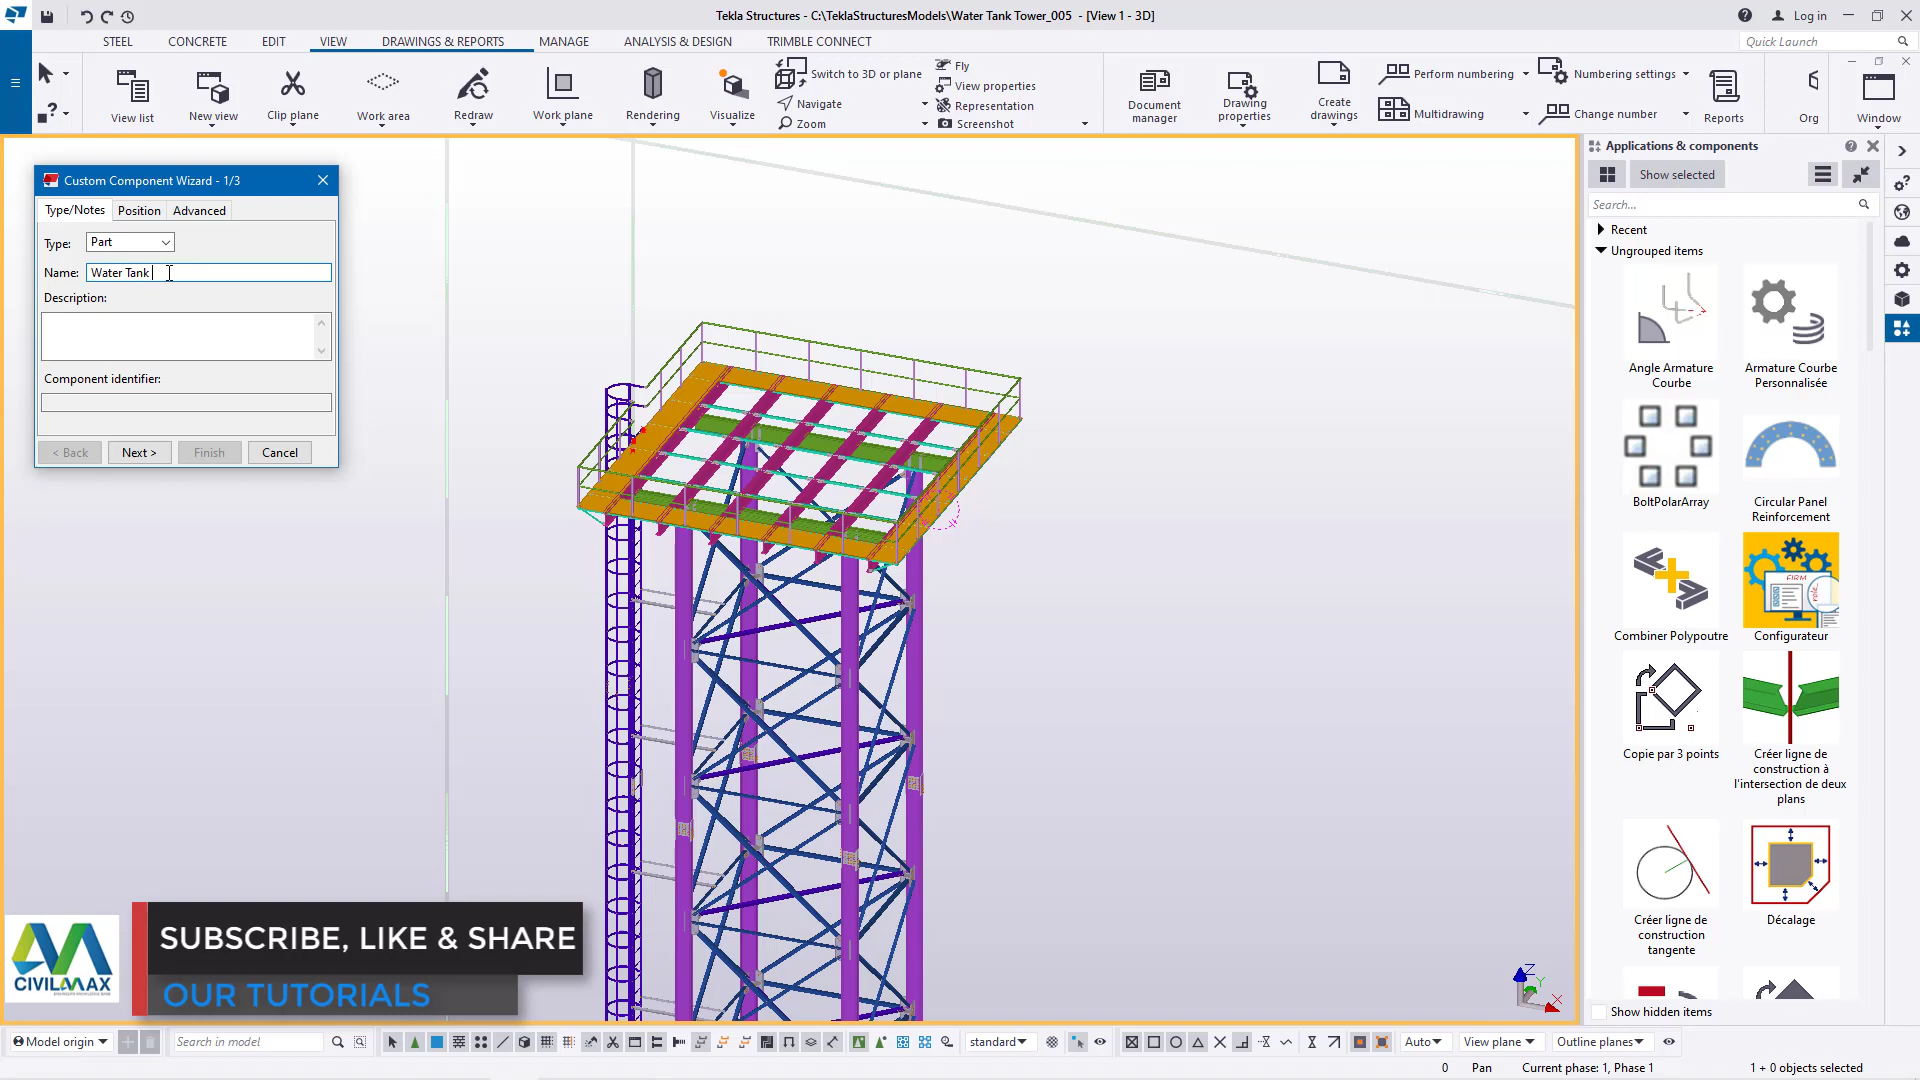 Tekla Structures - C:\TeklaStructuresModels\Water Tank Tower_005 - [View 1 - 3D]
Log in
STEEL CONCRETE EDIT VIEW DRAWINGS & REPORTS MANAGE ANALYSIS & DESIGN TRIMBLE CONNECT
Quick Launch
View list
New view
Clip plane
Work area
Redraw
Work plane
Rendering
Visualize
Switch to 3D or plane
Navigate
Zoom
Fly
View properties
Representation
Screenshot
Document manager
Drawing properties
Create drawings
Perform numbering
Multidrawing
Numbering settings
Change number
Reports
Org
Window
Custom Component Wizard - 1/3
Type/Notes Position Advanced
Type: Part
Name: Water Tank
Description:
Component identifier:
< Back Next > Finish Cancel
Applications & components
Show selected
Search...
Recent
Ungrouped items
Angle Armature Courbe
Armature Courbe Personnalisée
BoltPolarArray
Circular Panel Reinforcement
FIRM
Combiner Polypoutre
Configurateur
Copie par 3 points
Créer ligne de construction à l'intersection de deux plans
Créer ligne de construction tangente
Décalage
Show hidden items
SUBSCRIBE, LIKE & SHARE
OUR TUTORIALS
CIVILMAX
Z
Y
X
Model origin
Search in model
standard
Auto
View plane
Outline planes
0 Pan Current phase: 1, Phase 1 1 + 0 objects selected